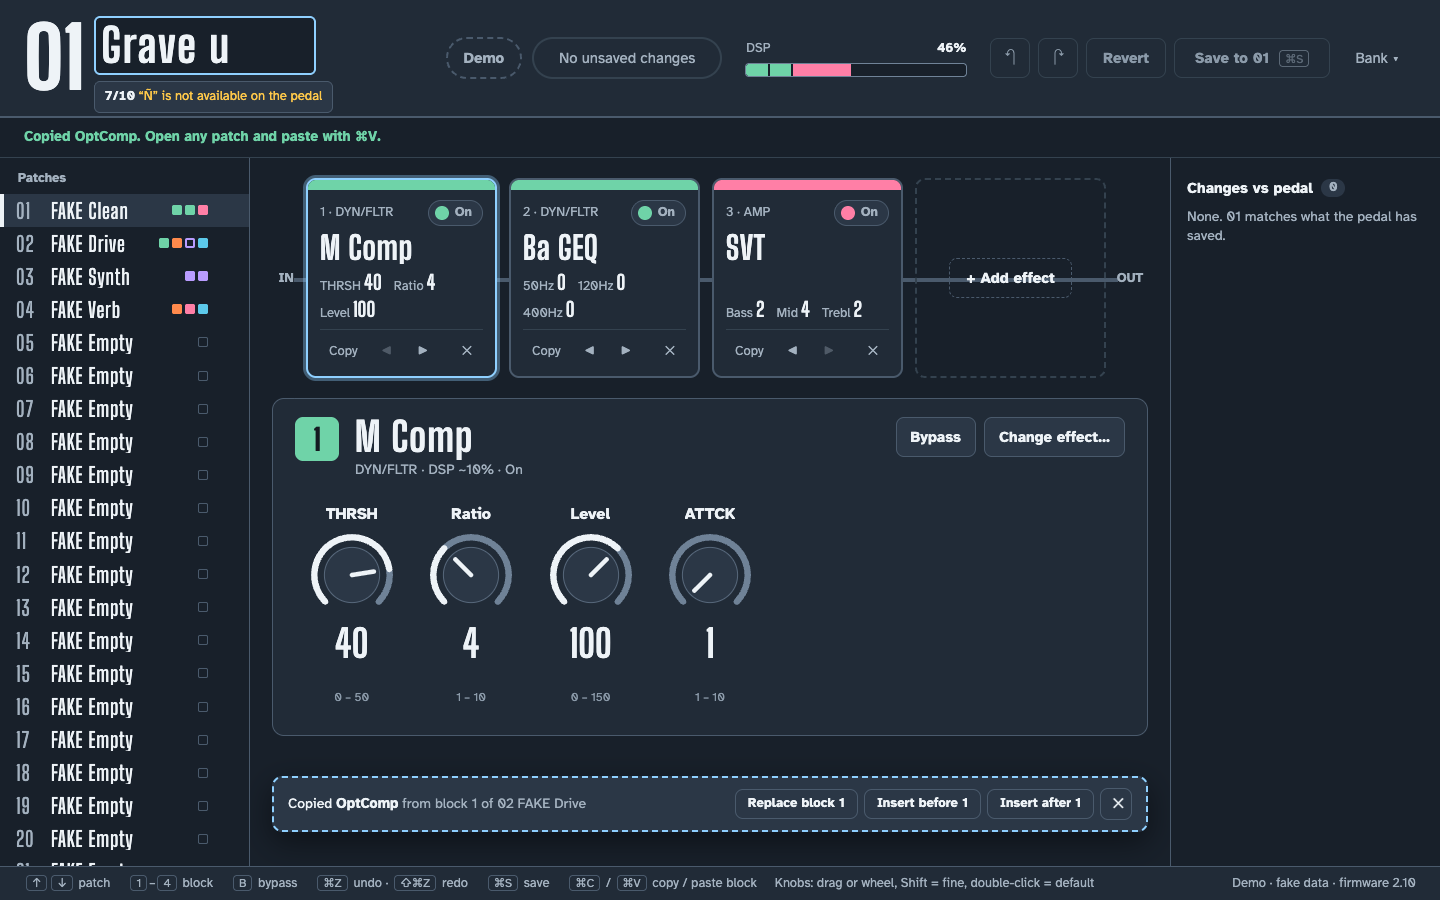 01 Grave u
7/10 “Ñ” is not available on the pedal
Demo
No unsaved changes
DSP 46%
Revert
Save to 01 ⌘S
Bank ▾
Copied OptComp. Open any patch and paste with ⌘V.
Patches
01 FAKE Clean
02 FAKE Drive
03 FAKE Synth
04 FAKE Verb
05 FAKE Empty
06 FAKE Empty
07 FAKE Empty
08 FAKE Empty
09 FAKE Empty
10 FAKE Empty
11 FAKE Empty
12 FAKE Empty
13 FAKE Empty
14 FAKE Empty
15 FAKE Empty
16 FAKE Empty
17 FAKE Empty
18 FAKE Empty
19 FAKE Empty
20 FAKE Empty
IN
1 · DYN/FLTR On
M Comp
THRSH 40 Ratio 4
Level 100
Copy ◀ ▶ ✕
2 · DYN/FLTR On
Ba GEQ
50Hz 0 120Hz 0
400Hz 0
Copy ◀ ▶ ✕
3 · AMP On
SVT
Bass 2 Mid 4 Trebl 2
Copy ◀ ▶ ✕
+ Add effect
OUT
1 M Comp
DYN/FLTR · DSP ~10% · On
Bypass
Change effect...
THRSH Ratio Level ATTCK
40 4 100 1
0 – 50 1 – 10 0 – 150 1 – 10
Copied OptComp from block 1 of 02 FAKE Drive
Replace block 1
Insert before 1
Insert after 1
✕
Changes vs pedal 0
None. 01 matches what the pedal has
saved.
↑ ↓ patch 1 – 4 block B bypass ⌘Z undo · ⇧⌘Z redo ⌘S save ⌘C / ⌘V copy / paste block Knobs: drag or wheel, Shift = fine, double-click = default
Demo · fake data · firmware 2.10